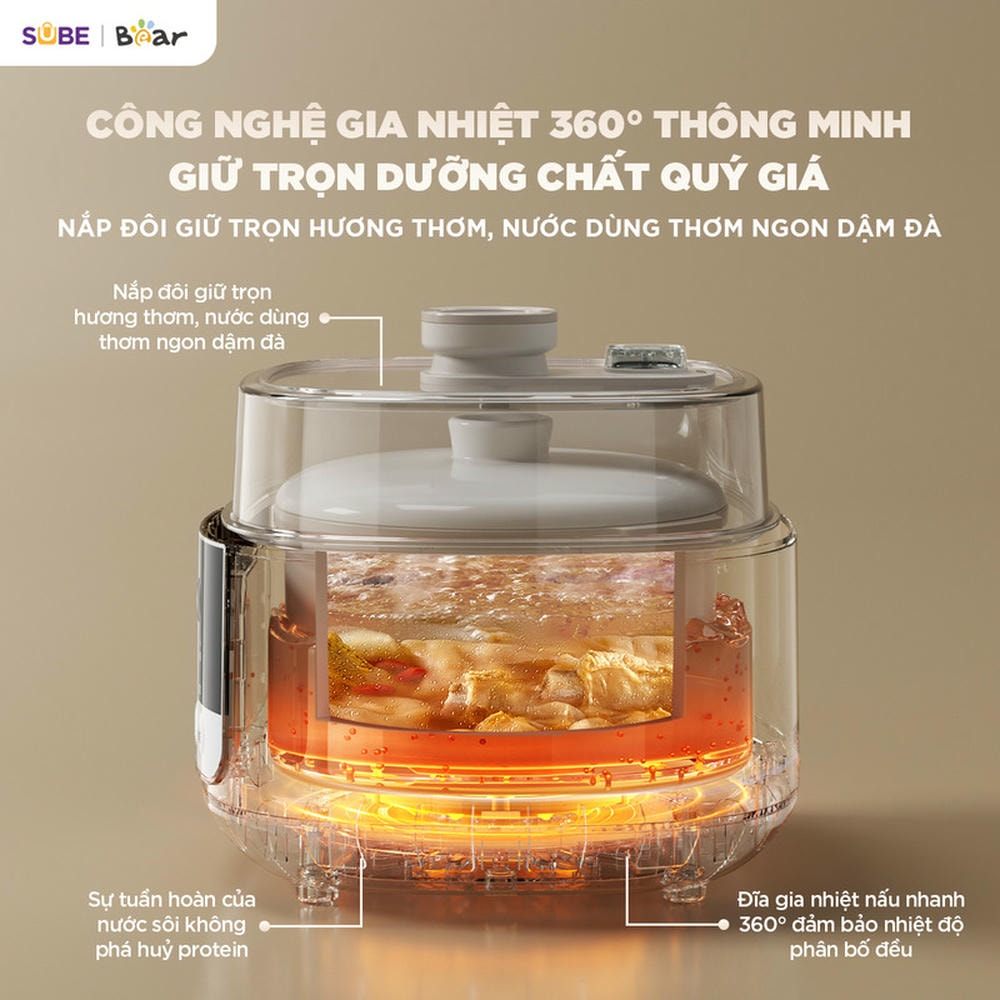 SUBE | Bear
CÔNG NGHỆ GIA NHIỆT 360° THÔNG MINH
GIỮ TRỌN DƯỠNG CHẤT QUÝ GIÁ
NẮP ĐÔI GIỮ TRỌN HƯƠNG THƠM, NƯỚC DÙNG THƠM NGON DẬM ĐÀ
Nắp đôi giữ trọn
hương thơm, nước dùng
thơm ngon dậm đà
Sự tuần hoàn của
nước sôi không
phá huỷ protein
Đĩa gia nhiệt nấu nhanh
360° đảm bảo nhiệt độ
phân bố đều